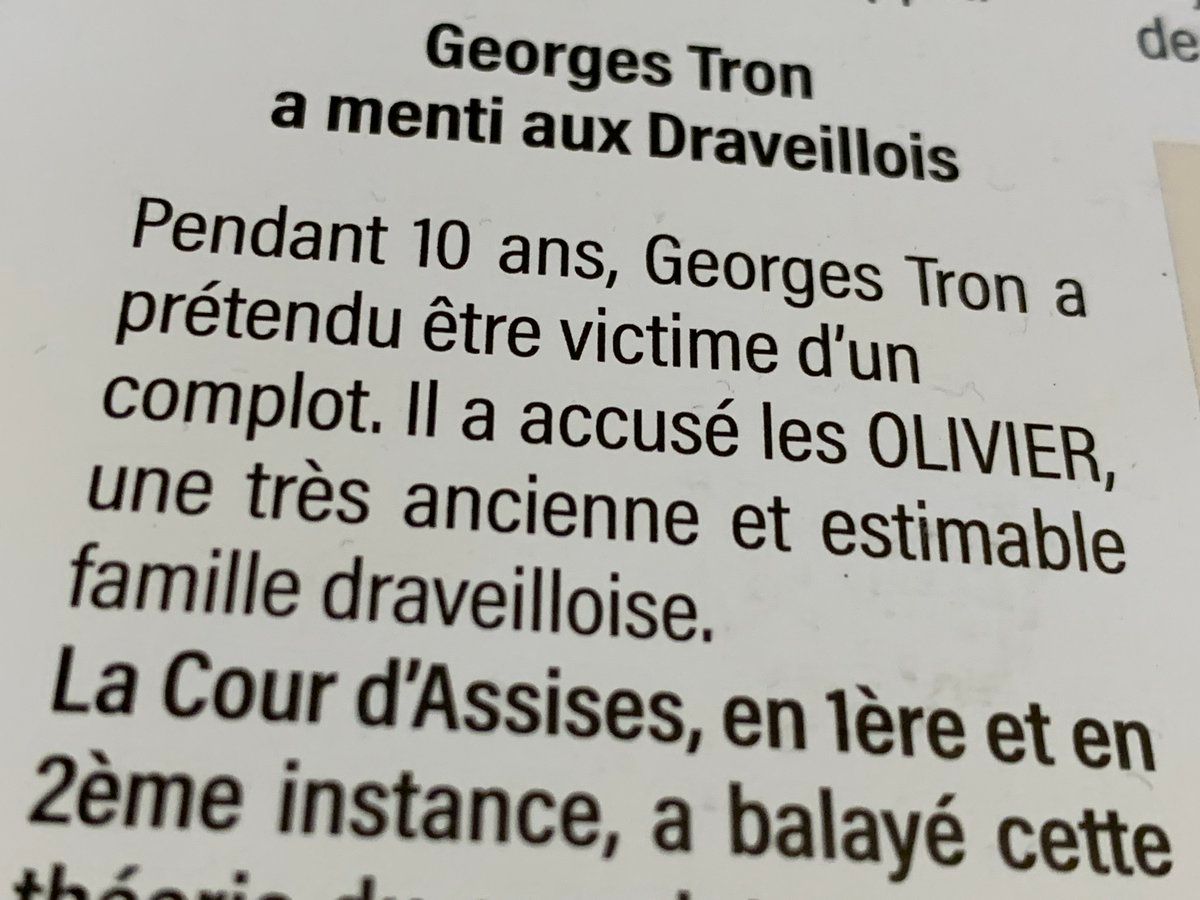 de
Georges Tron
a menti aux Draveillois
Pendant 10 ans, Georges Tron a
prétendu être victime d'un
complot. Il a accusé les OLIVIER,
une très ancienne et estimable
famille draveilloise.
La Cour d'Assises, en 1ère et en
2ème instance, a balayé cette
théorie du